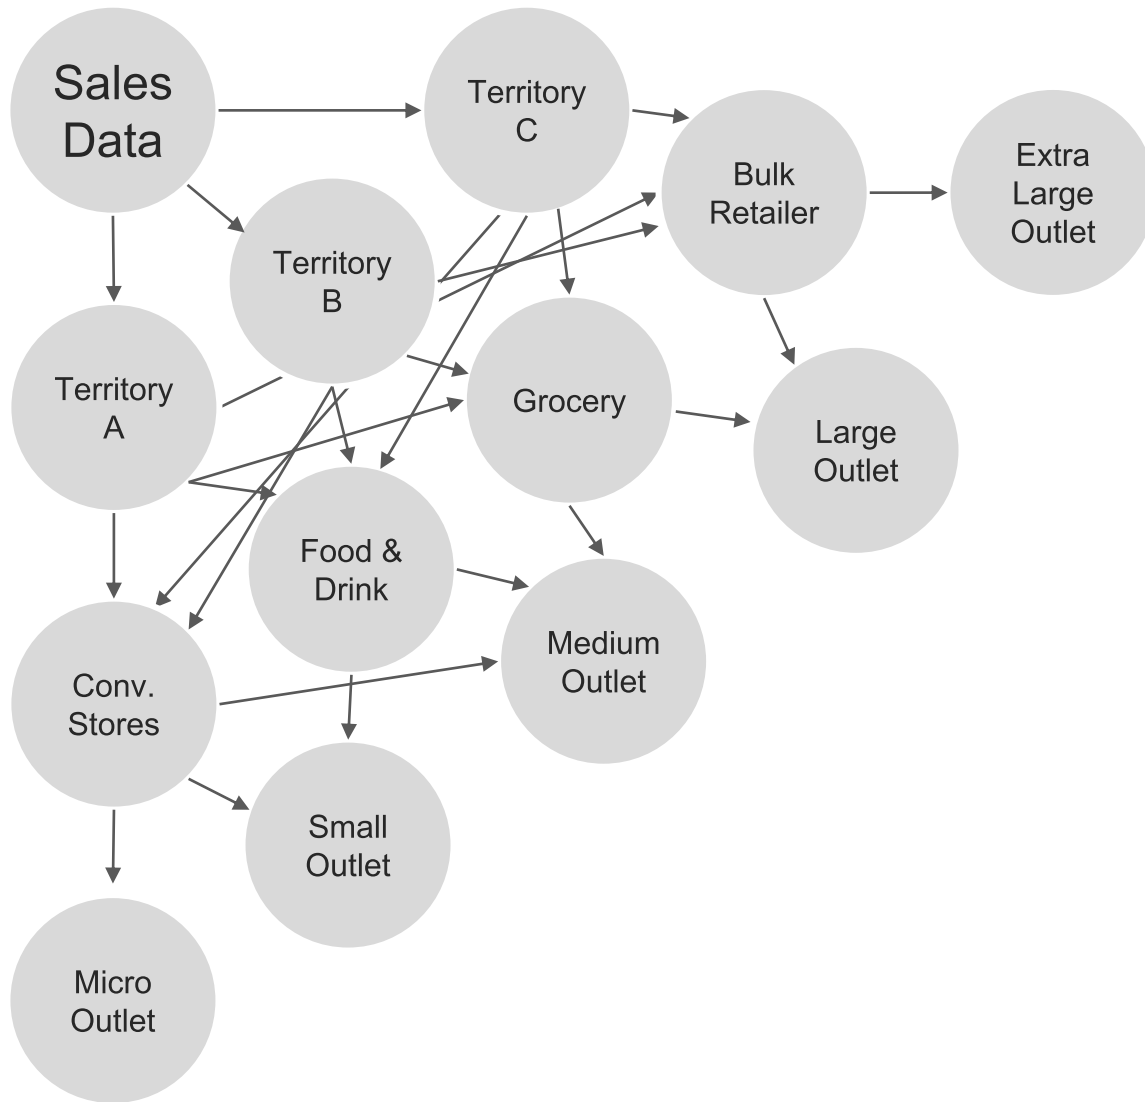 Sales
Data
Territory
C
Bulk
Retailer
Extra
Large
Outlet
Territory
B
Territory
A
Grocery
Large
Outlet
Food &
Drink
Medium
Outlet
Conv.
Stores
Small
Outlet
Micro
Outlet